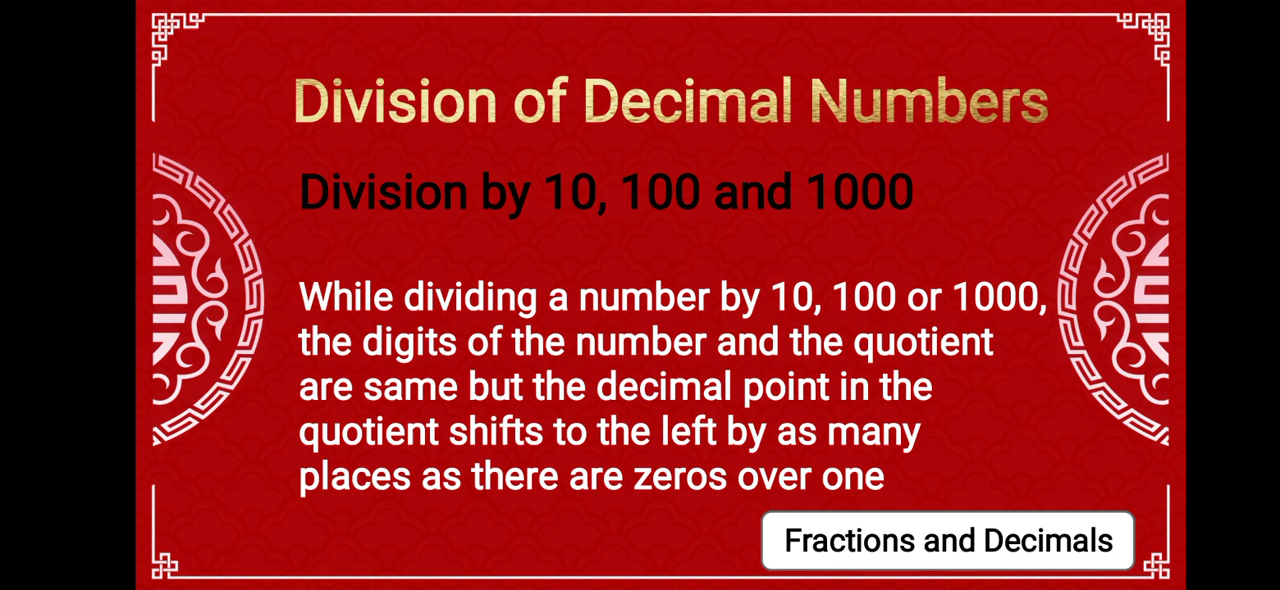 Division of Decimal Numbers
Division by 10, 100 and 1000
While dividing a number by 10, 100 or 1000,
the digits of the number and the quotient
are same but the decimal point in the
quotient shifts to the left by as many
places as there are zeros over one
Fractions and Decimals